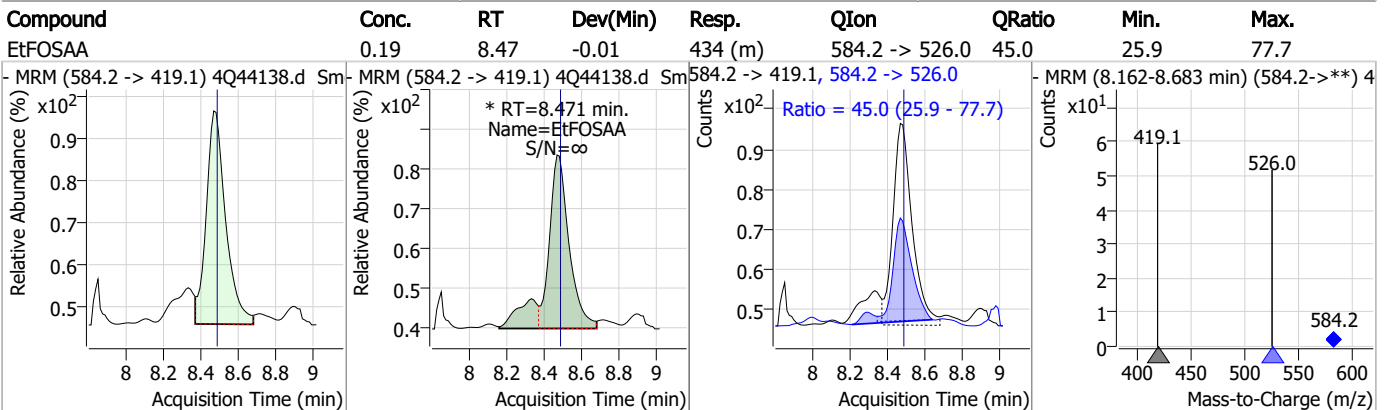 Compound Conc. RT Dev(Min) Resp. QIon QRatio Min. Max.
EtFOSAA 0.19 8.47 -0.01 434 (m) 584.2 -> 526.0 45.0 25.9 77.7
- MRM (584.2 -> 419.1) 4Q44138.d Sm
x10²
0.9
0.8
0.7
0.6
0.5
Relative Abundance (%)
8 8.2 8.4 8.6 8.8 9
Acquisition Time (min)
- MRM (584.2 -> 419.1) 4Q44138.d Sm
x10²
* RT=8.471 min.
Name=EtFOSAA
S/N=∞
0.8
0.7
0.6
0.5
0.4
Relative Abundance (%)
8 8.2 8.4 8.6 8.8 9
Acquisition Time (min)
584.2 -> 419.1, 584.2 -> 526.0
x10²
Ratio = 45.0 (25.9 - 77.7)
0.9
0.8
0.7
0.6
0.5
Counts
8 8.2 8.4 8.6 8.8 9
Acquisition Time (min)
- MRM (8.162-8.683 min) (584.2->**) 4
x10¹
6
5
4
3
2
1
0
Counts
419.1
526.0
584.2
400 450 500 550 600
Mass-to-Charge (m/z)